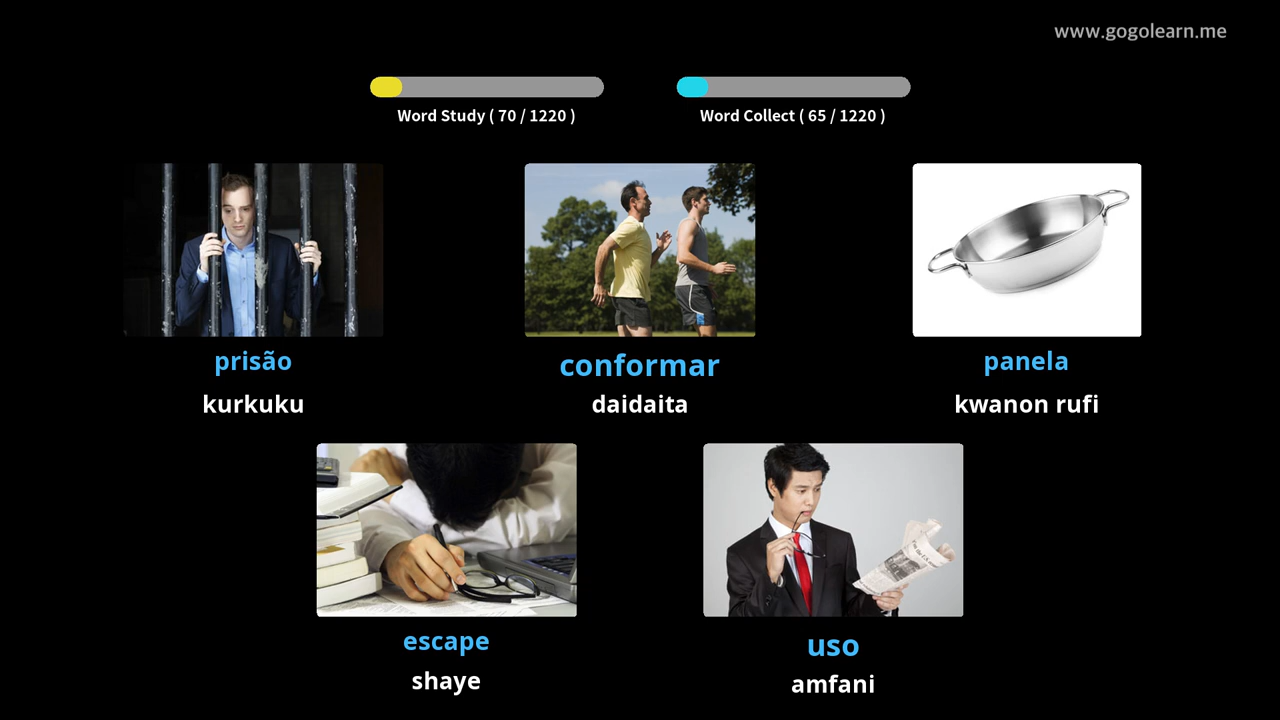 www.gogolearn.me
Word Study ( 70 / 1220 )
Word Collect ( 65 / 1220 )
prisão
conformar
panela
kurkuku
daidaita
kwanon rufi
escape
uso
shaye
amfani